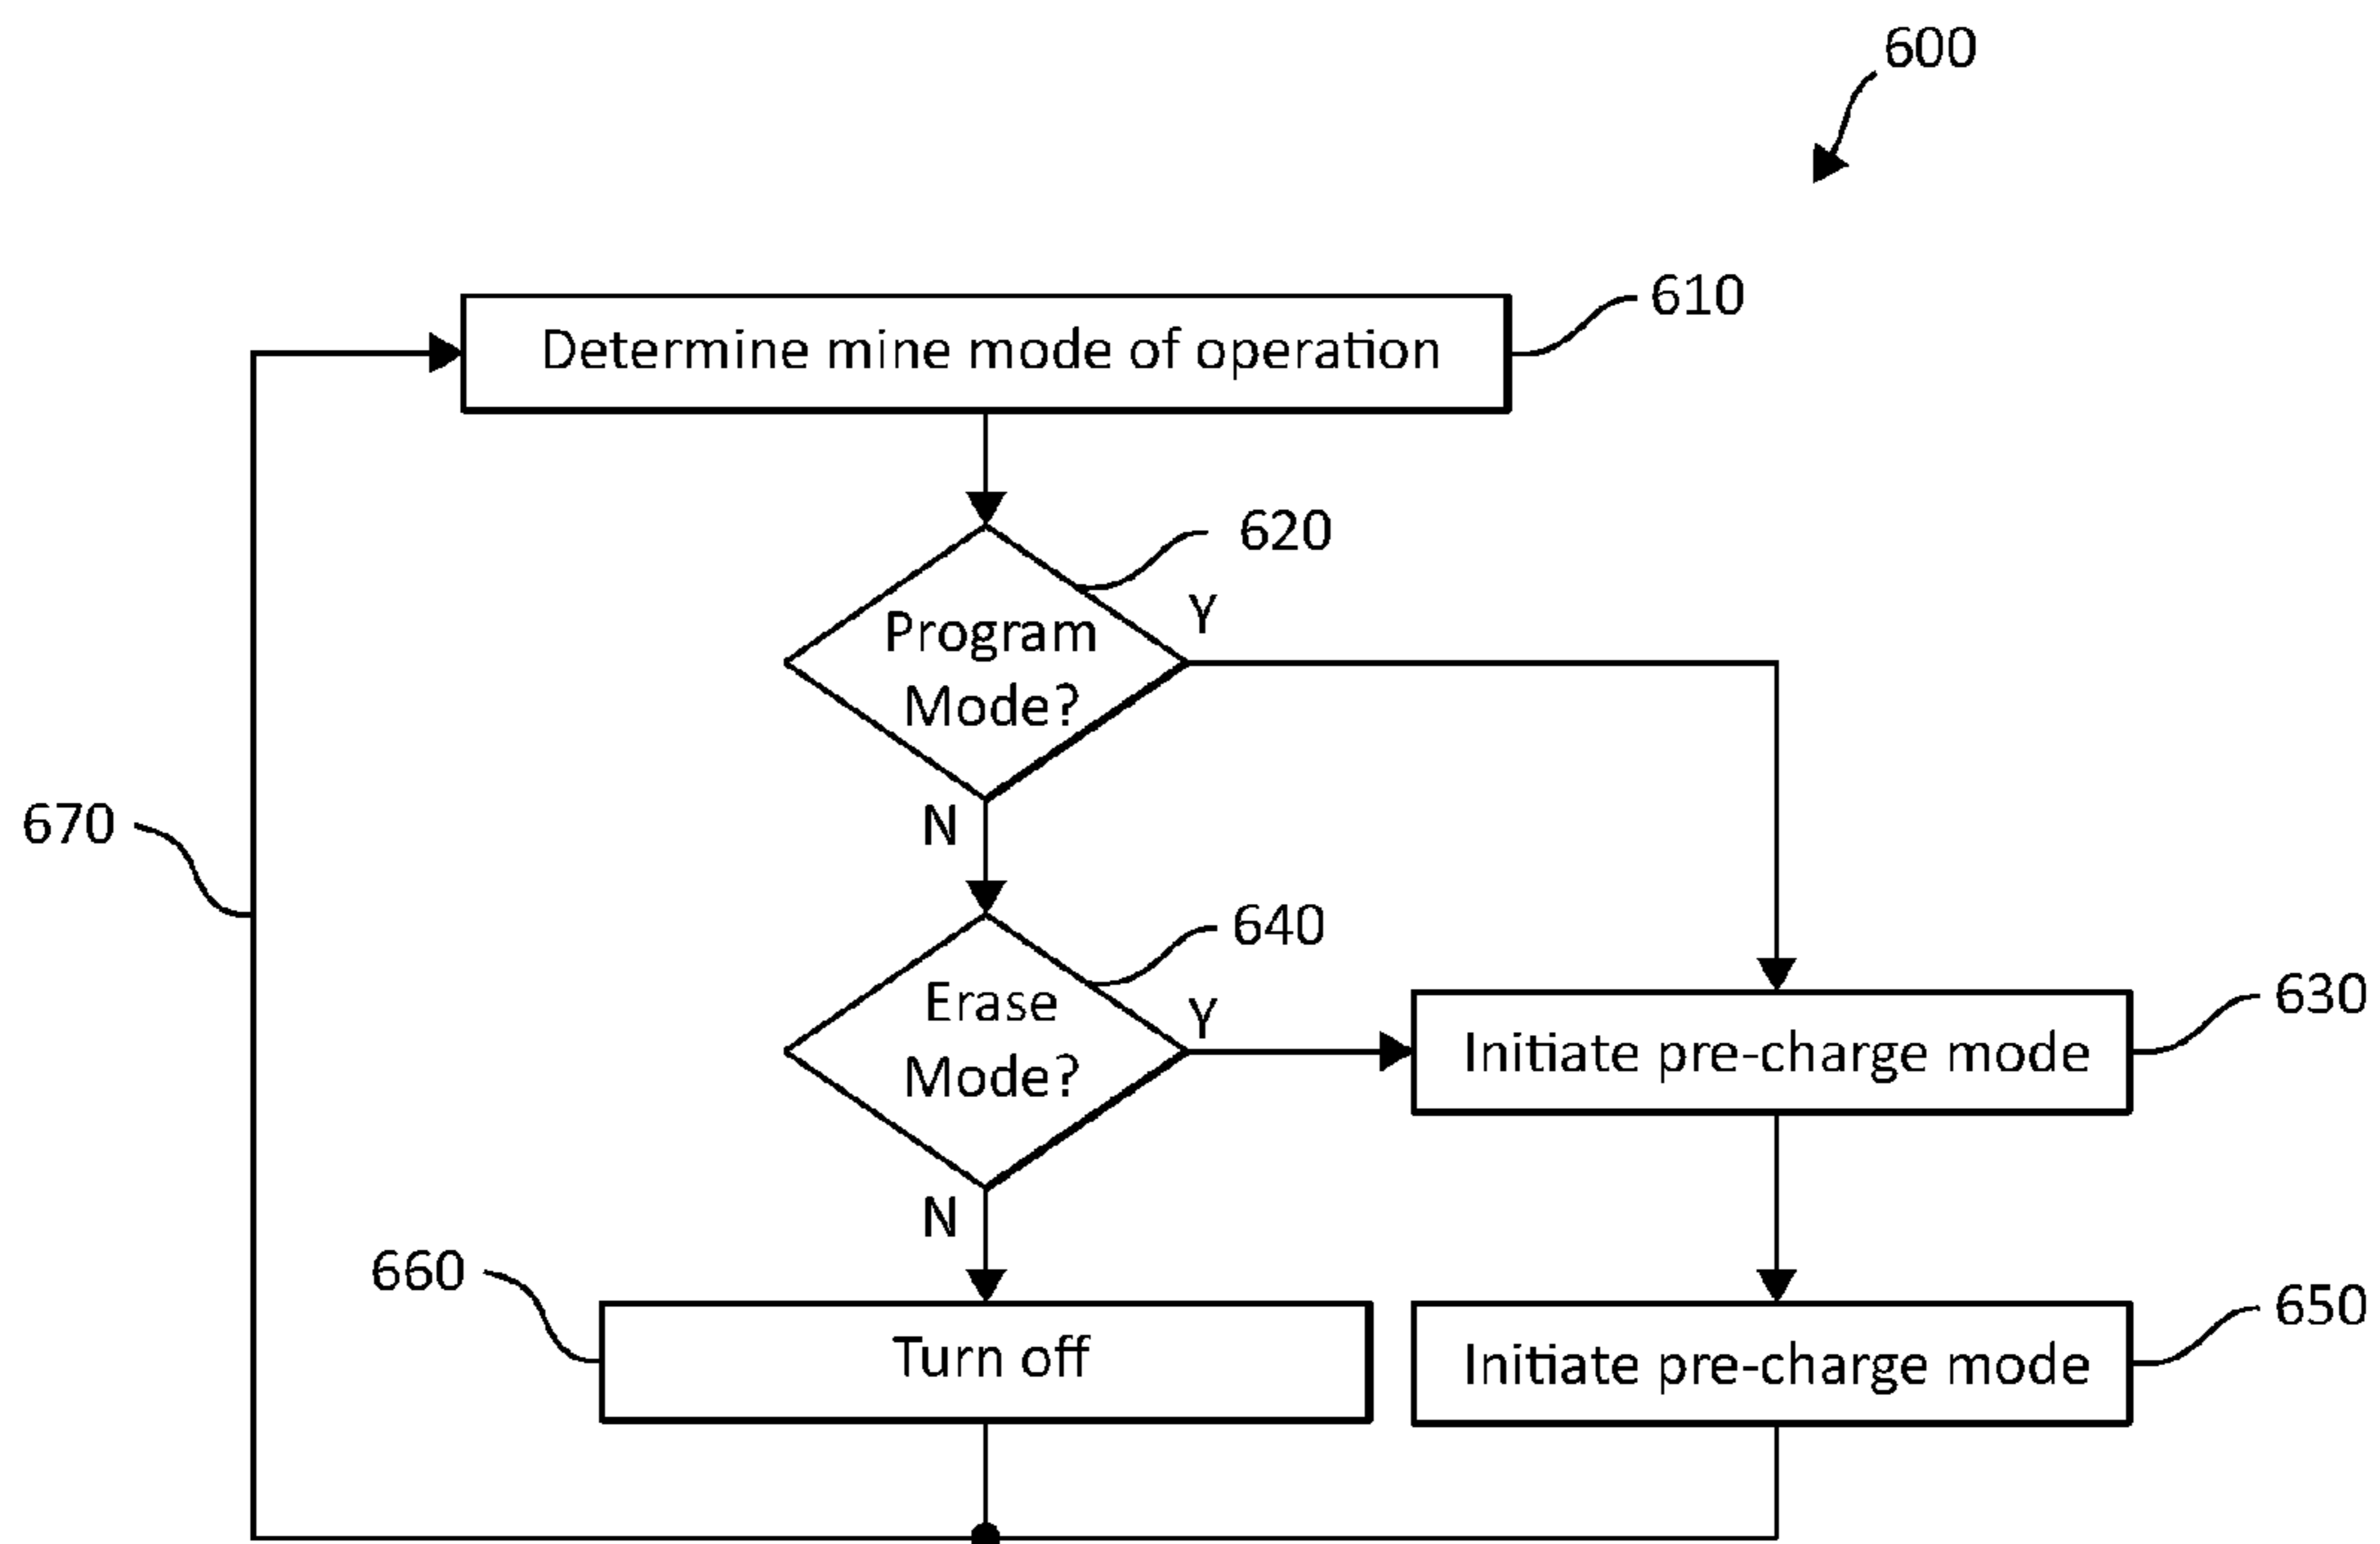 600
610
Determine mine mode of operation
620
Y
Program
Mode?
N
670
640
Y
Erase
Mode?
630
Initiate pre-charge mode
N
660
Turn off
650
Initiate pre-charge mode